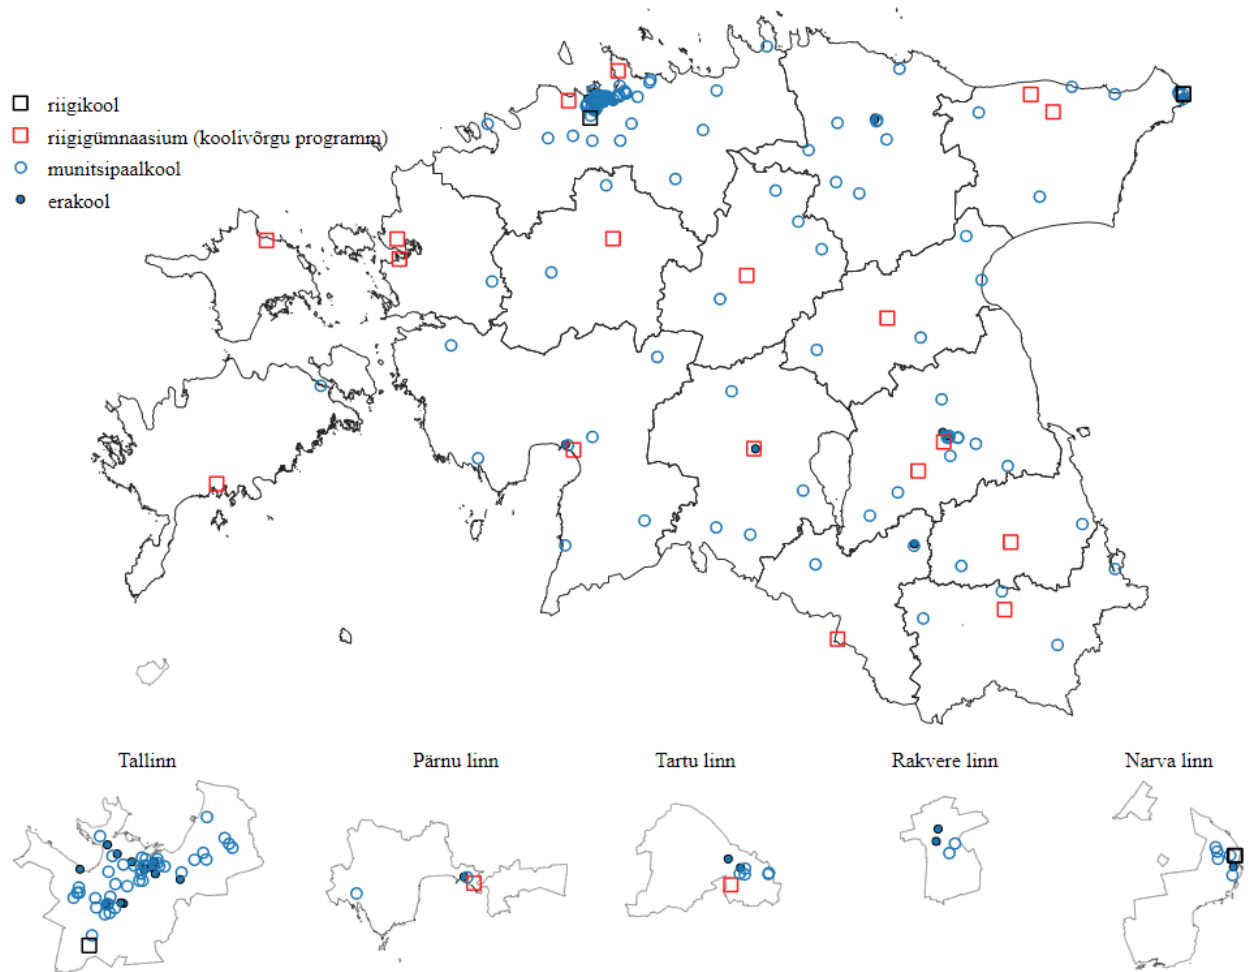 riigikool
riigigümnaasium (koolivõrgu programm)
munitsipaalkool
erakool
Tallinn
Pärnu linn
Tartu linn
Rakvere linn
Narva linn